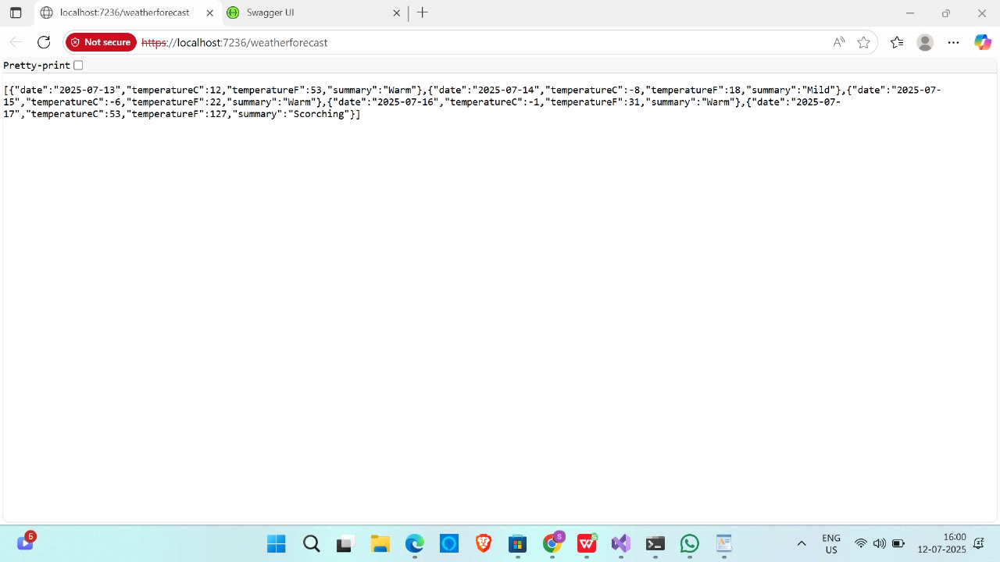 localhost:7236/weatherforecast
Swagger UI
Not secure https://localhost:7236/weatherforecast
Pretty-print
[{"date":"2025-07-13","temperatureC":12,"temperatureF":53,"summary":"Warm"},{"date":"2025-07-14","temperatureC":-8,"temperatureF":18,"summary":"Mild"},{"date":"2025-07-
15","temperatureC":-6,"temperatureF":22,"summary":"Warm"},{"date":"2025-07-16","temperatureC":-1,"temperatureF":31,"summary":"Warm"},{"date":"2025-07-
17","temperatureC":53,"temperatureF":127,"summary":"Scorching"}]
6
S
W
ENG
US
16:00
12-07-2025